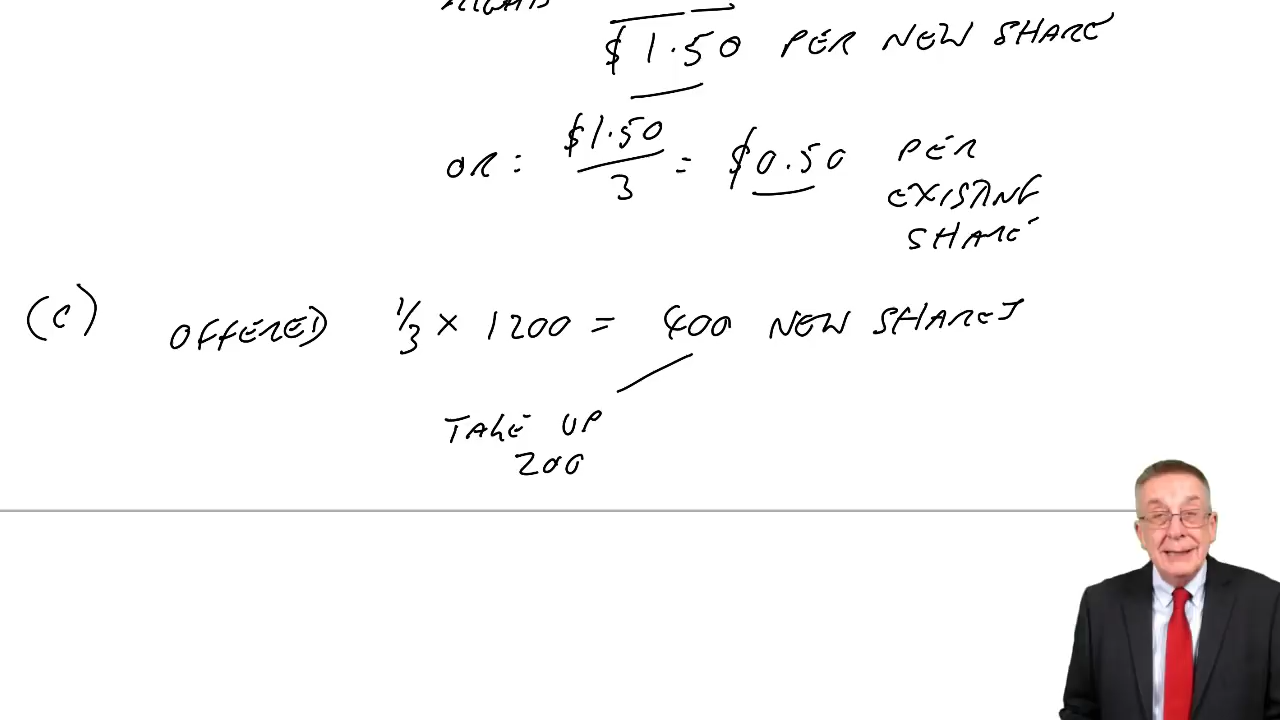 $1.50 PER NEW SHARE
OR: $1.50/3 = $0.50 PER
EXISTING
SHARE
(C) OFFERED 1/3 × 1200 = 400 NEW SHARES
TAKE UP
200